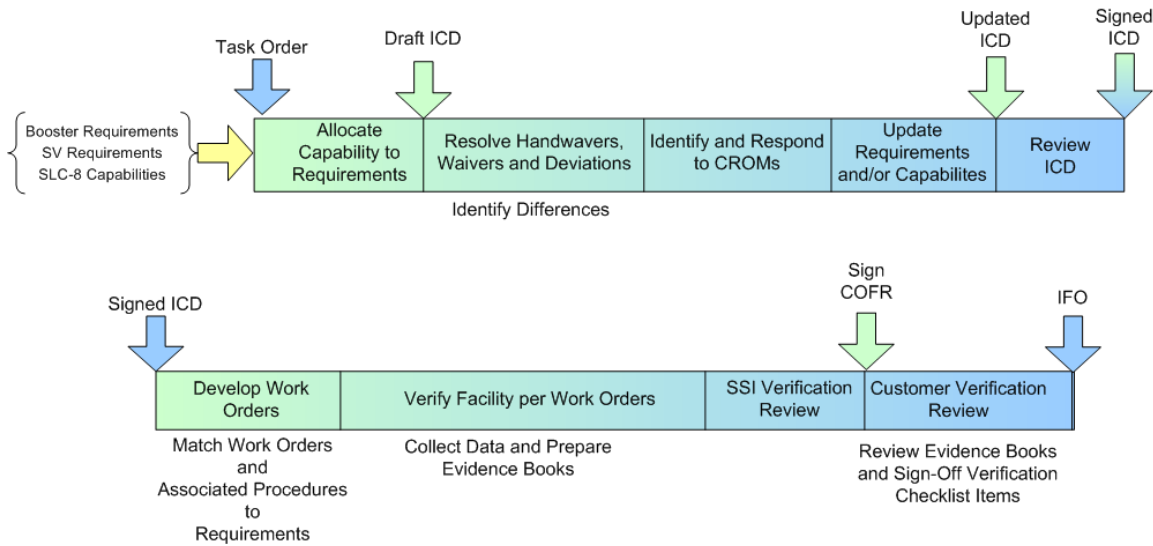 Task Order
Draft ICD
Updated
ICD
Signed
ICD
Booster Requirements
SV Requirements
SLC-8 Capabilities
Allocate
Capability to
Requirements
Resolve Handwavers,
Waivers and Deviations
Identify and Respond
to CROMs
Update
Requirements
and/or Capabilites
Review
ICD
Identify Differences
Signed ICD
Sign
COFR
IFO
Develop Work
Orders
Verify Facility per Work Orders
SSI Verification
Review
Customer Verification
Review
Match Work Orders
and
Associated Procedures
to
Requirements
Collect Data and Prepare
Evidence Books
Review Evidence Books
and Sign-Off Verification
Checklist Items